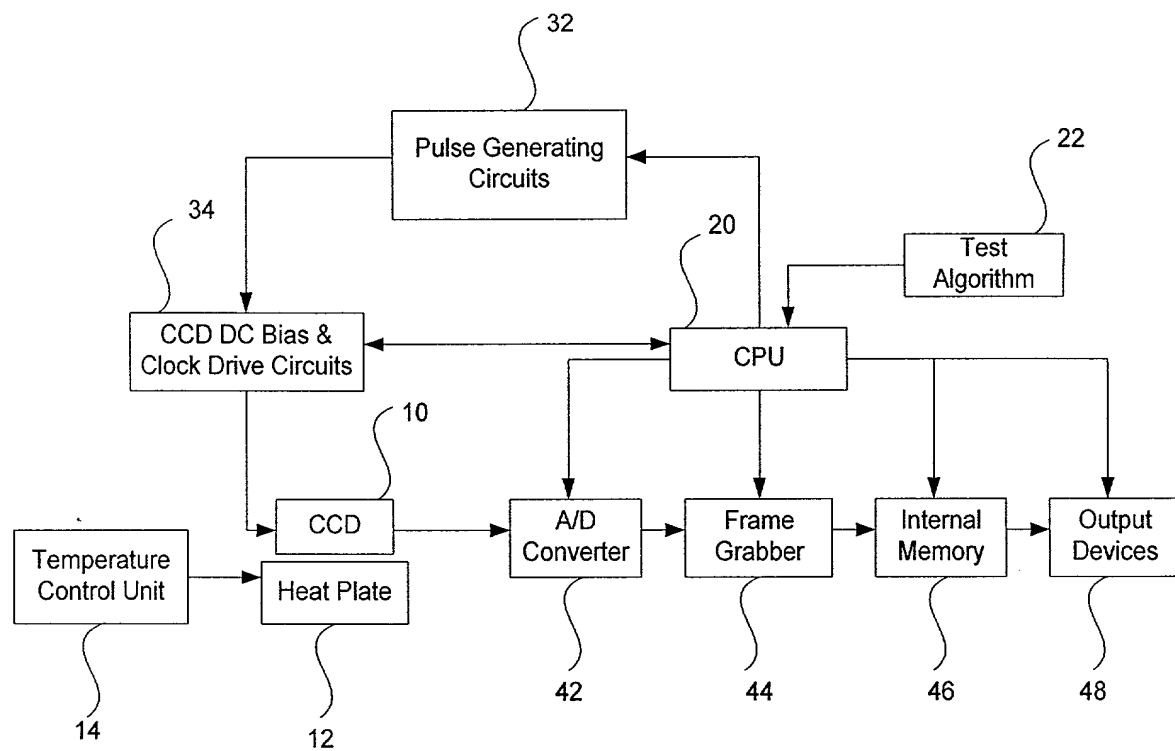 32
Pulse Generating
Circuits
22
34
20
Test
Algorithm
CCD DC Bias &
Clock Drive Circuits
CPU
10
CCD
A/D
Converter
Frame
Grabber
Internal
Memory
Output
Devices
Temperature
Control Unit
Heat Plate
42
44
46
48
14
12